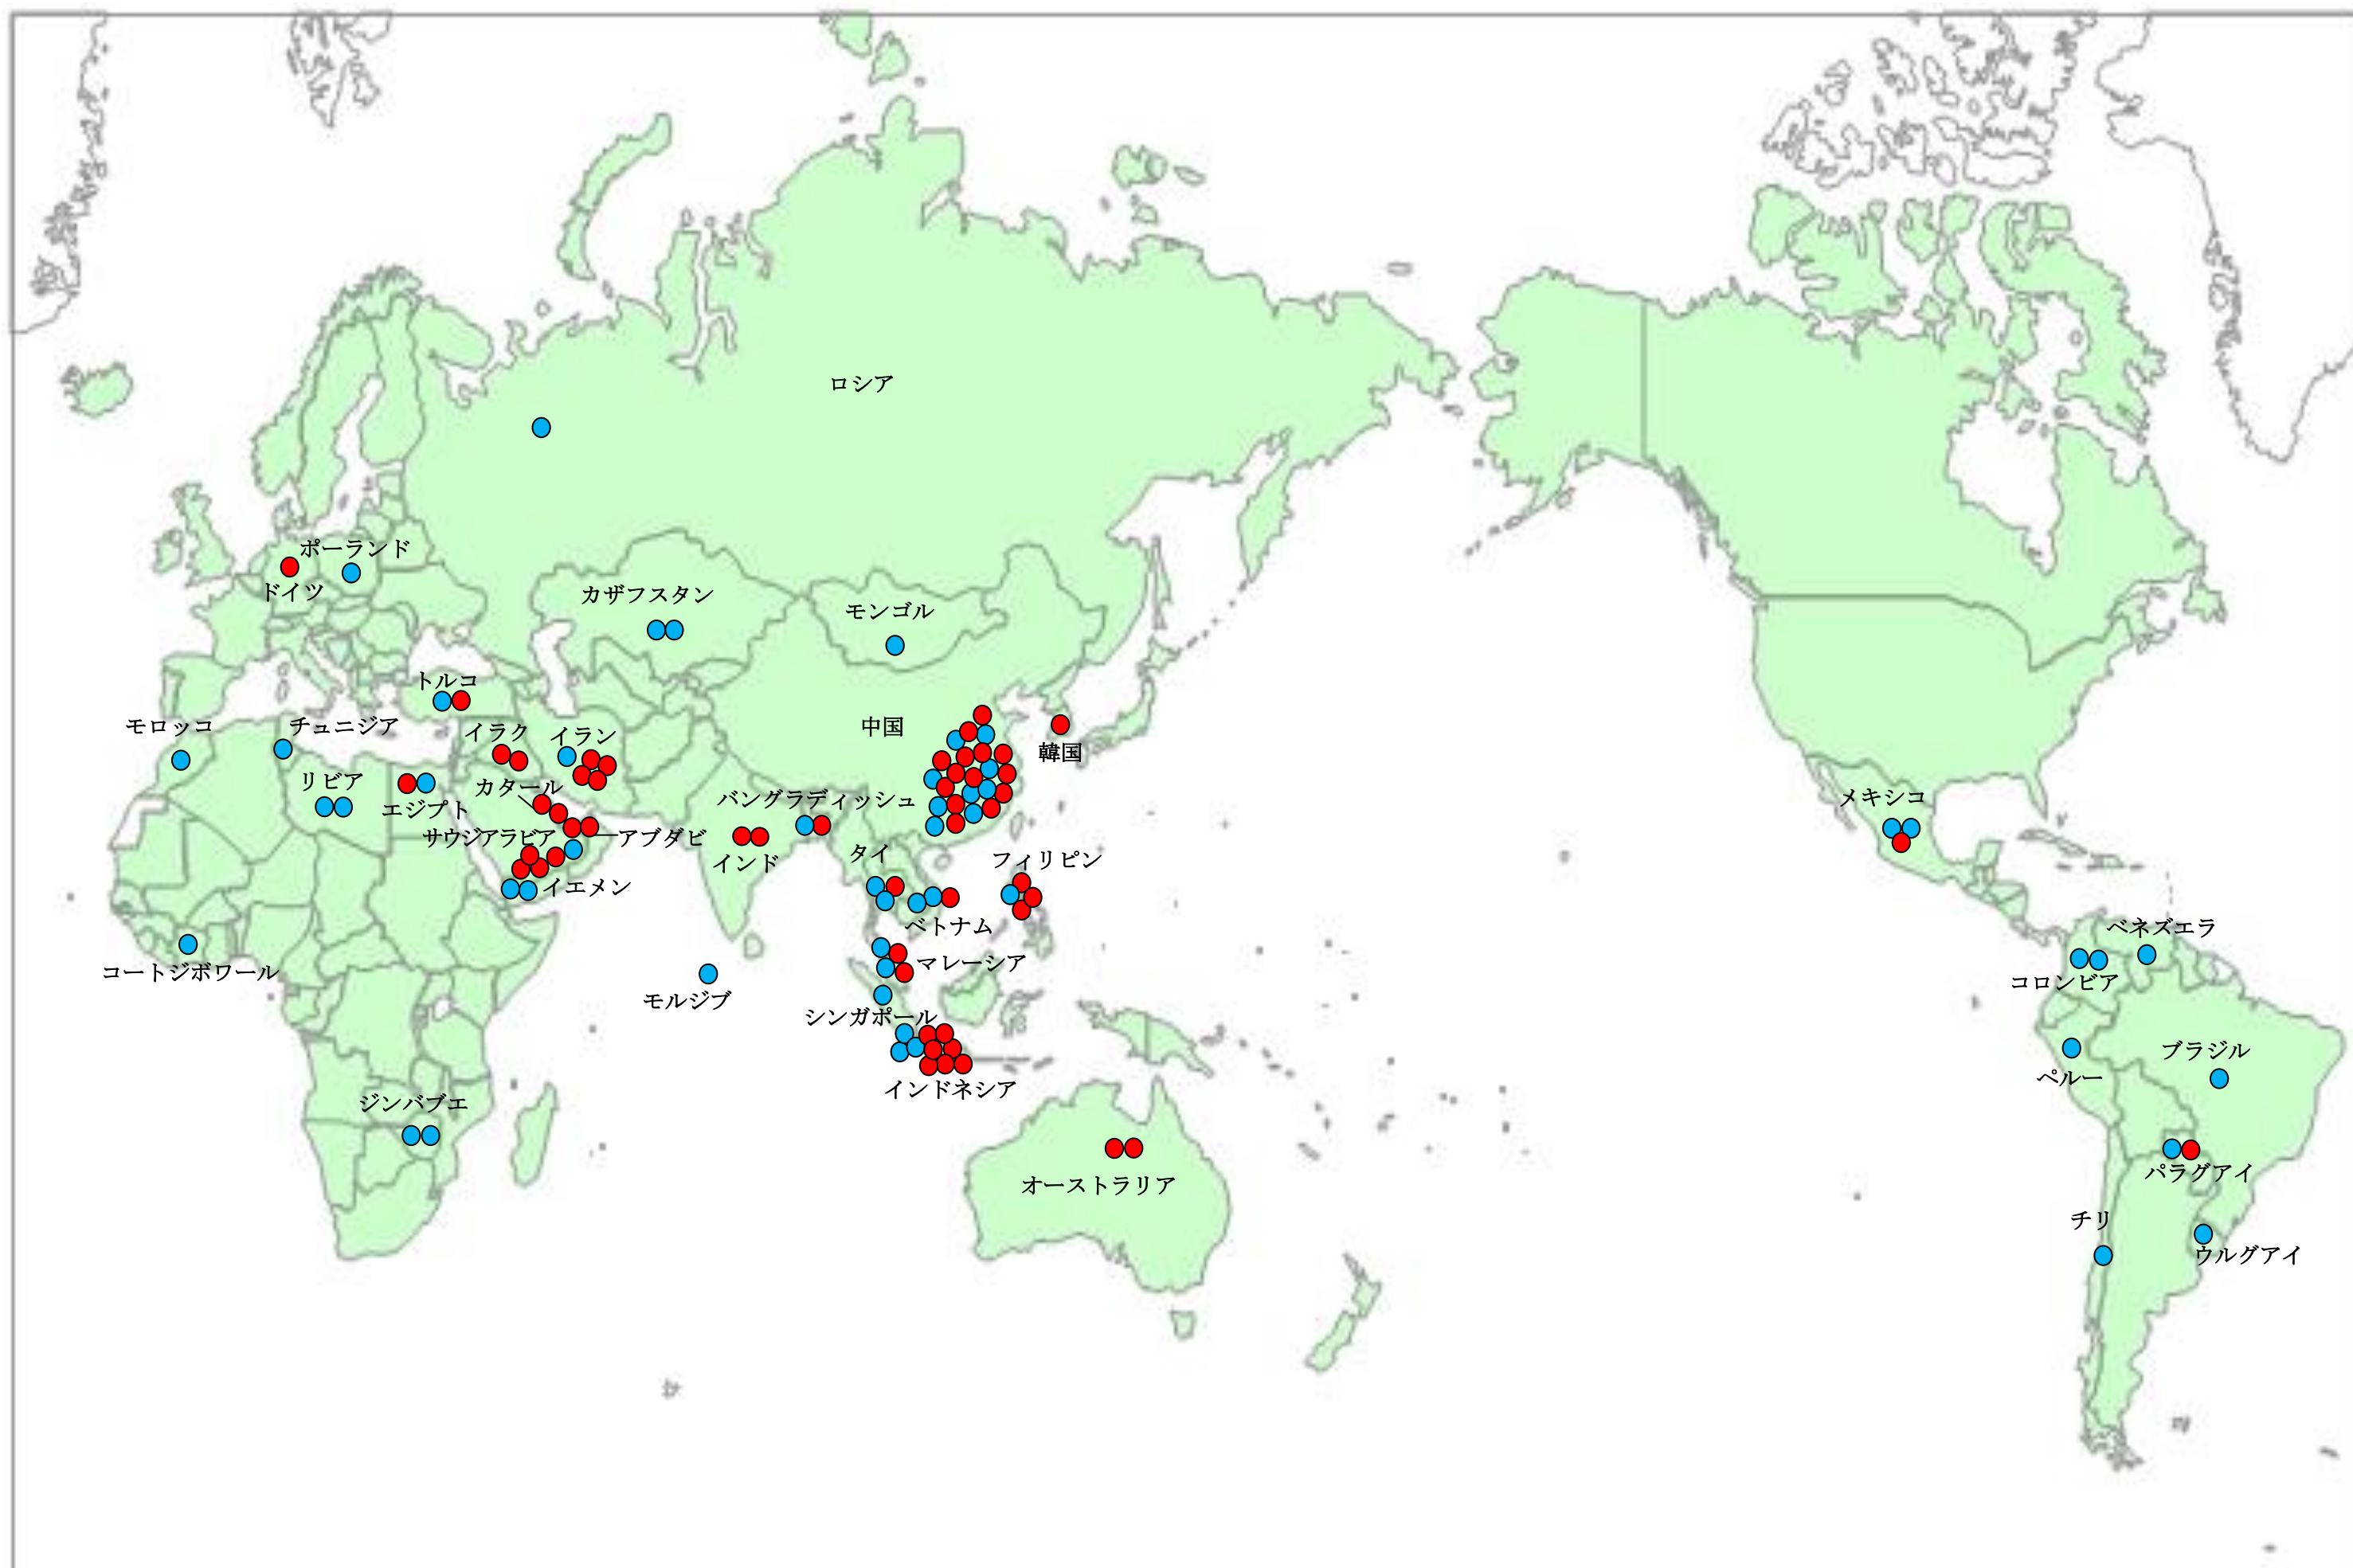 ロシア
ポーランド
ドイツ
カザフスタン
モンゴル
トルコ
モロッコ
チュニジア
イラク
イラン
中国
韓国
リビア
エジプト
カタール
バングラディッシュ
メキシコ
サウジアラビア
アブダビ
インド
タイ
フィリピン
イエメン
ベトナム
ベネズエラ
コートジボワール
マレーシア
コロンビア
モルジブ
シンガポール
ブラジル
ペルー
インドネシア
ジンバブエ
パラグアイ
オーストラリア
チリ
ウルグアイ